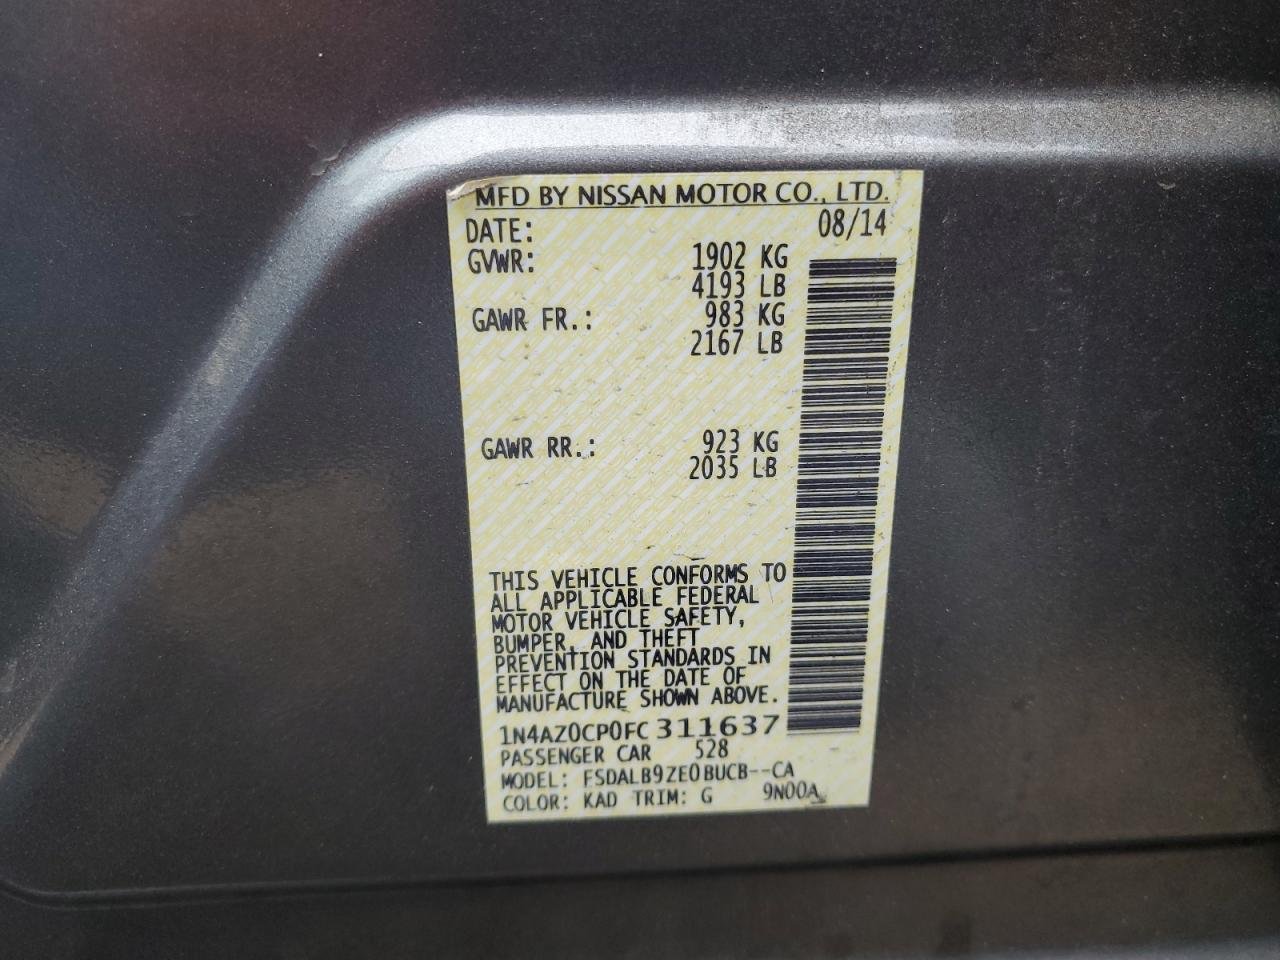 MFD BY NISSAN MOTOR CO., LTD.
DATE: 08/14
GVWR: 1902 KG
4193 LB
GAWR FR.: 983 KG
2167 LB
GAWR RR.: 923 KG
2035 LB
THIS VEHICLE CONFORMS TO
ALL APPLICABLE FEDERAL
MOTOR VEHICLE SAFETY,
BUMPER, AND THEFT
PREVENTION STANDARDS IN
EFFECT ON THE DATE OF
MANUFACTURE SHOWN ABOVE.
1N4AZ0CP0FC311637
PASSENGER CAR 528
MODEL: FSDALB9ZE0BUCB--CA
COLOR: KAD TRIM: G 9N00A